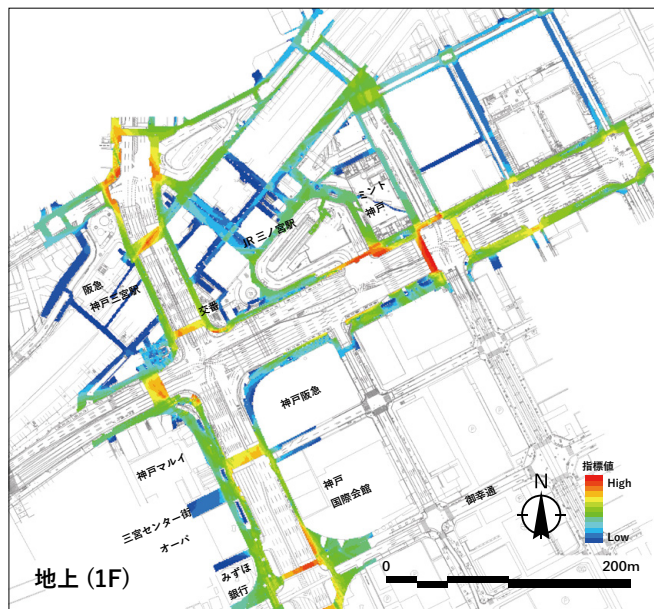 ミント
神戸
JR 三ノ宮駅
阪急
神戸三宮駅
交番
神戸阪急
神戸マルイ
神戸
国際会館
三宮センター街
オーパ
御幸通
みずほ
銀行
指標値
High
Low
N
地上 (1F)
0
200m